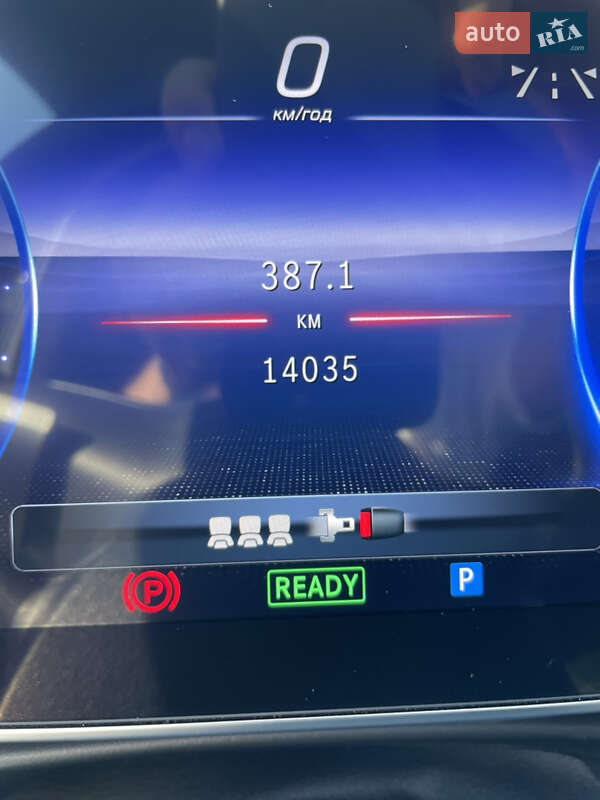 auto RIA .com
0
км/год
387.1
КМ
14035
READY
P
P